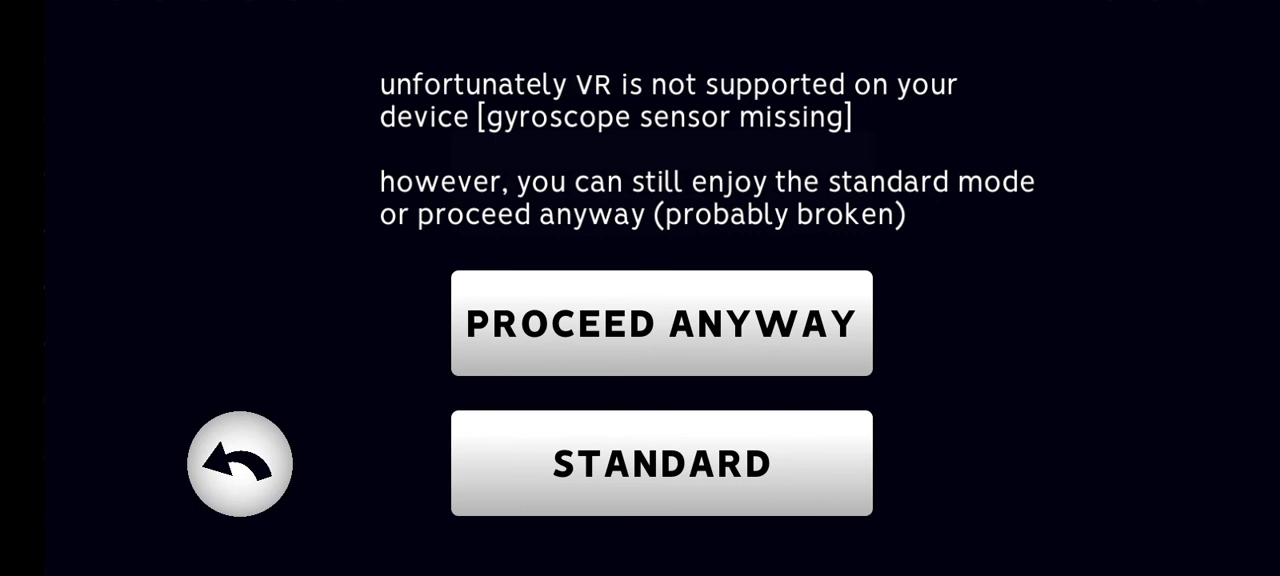 unfortunately VR is not supported on your
device [gyroscope sensor missing]
however, you can still enjoy the standard mode
or proceed anyway (probably broken)
PROCEED ANYWAY
STANDARD